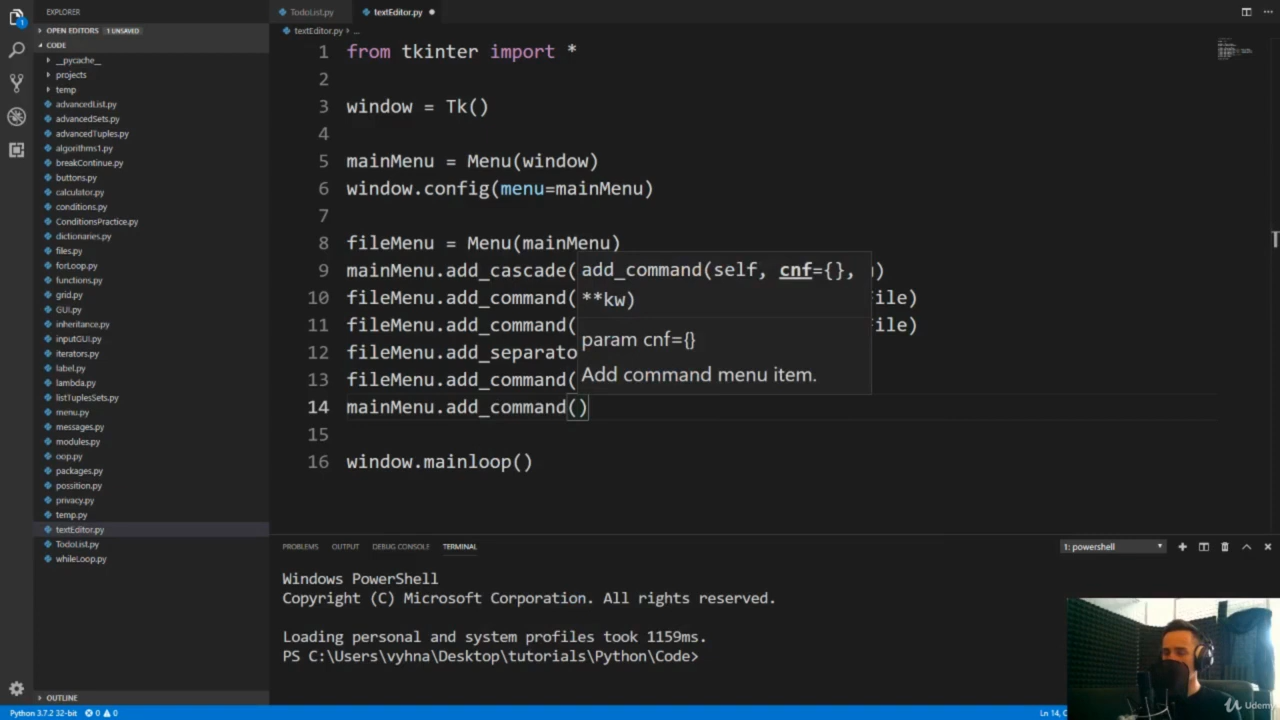 EXPLORER
TodoList.py
textEditor.py
OPEN EDITORS 1 UNSAVED
textEditor.py > ...
CODE
__pycache__
projects
temp
advancedList.py
advancedSets.py
advancedTuples.py
algorithms1.py
breakContinue.py
buttons.py
calculator.py
conditions.py
ConditionsPractice.py
dictionaries.py
files.py
forLoop.py
functions.py
grid.py
GUI.py
inheritance.py
inputGUI.py
iterators.py
label.py
lambda.py
listTuplesSets.py
menu.py
messages.py
modules.py
oop.py
packages.py
possition.py
privacy.py
temp.py
textEditor.py
TodoList.py
whileLoop.py
OUTLINE
1 from tkinter import *
2
3 window = Tk()
4
5 mainMenu = Menu(window)
6 window.config(menu=mainMenu)
7
8 fileMenu = Menu(mainMenu)
9 mainMenu.add_cascade( )
10 fileMenu.add_command( ile)
11 fileMenu.add_command( ile)
12 fileMenu.add_separato
13 fileMenu.add_command(
14 mainMenu.add_command()
15
16 window.mainloop()
add_command(self, cnf={},
**kw)
param cnf={}
Add command menu item.
PROBLEMS OUTPUT DEBUG CONSOLE TERMINAL
1: powershell
Windows PowerShell
Copyright (C) Microsoft Corporation. All rights reserved.
Loading personal and system profiles took 1159ms.
PS C:\Users\vyhna\Desktop\tutorials\Python\Code>
Udemy
Python 3.7.2 32-bit 0 0
Ln 14,
1